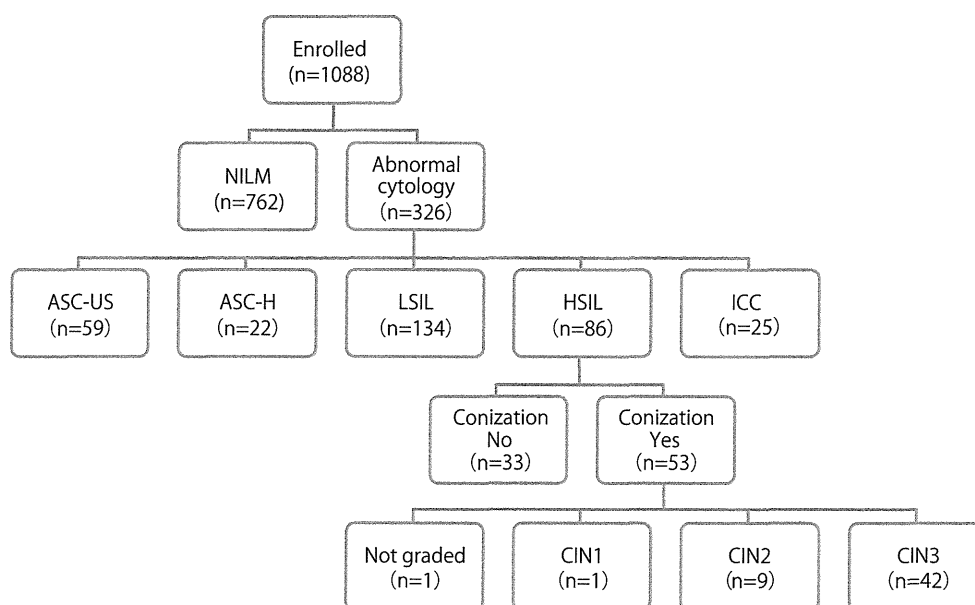 Enrolled
(n=1088)
NILM
(n=762)
Abnormal
cytology
(n=326)
ASC-US
(n=59)
ASC-H
(n=22)
LSIL
(n=134)
HSIL
(n=86)
ICC
(n=25)
Conization
No
(n=33)
Conization
Yes
(n=53)
Not graded
(n=1)
CIN1
(n=1)
CIN2
(n=9)
CIN3
(n=42)